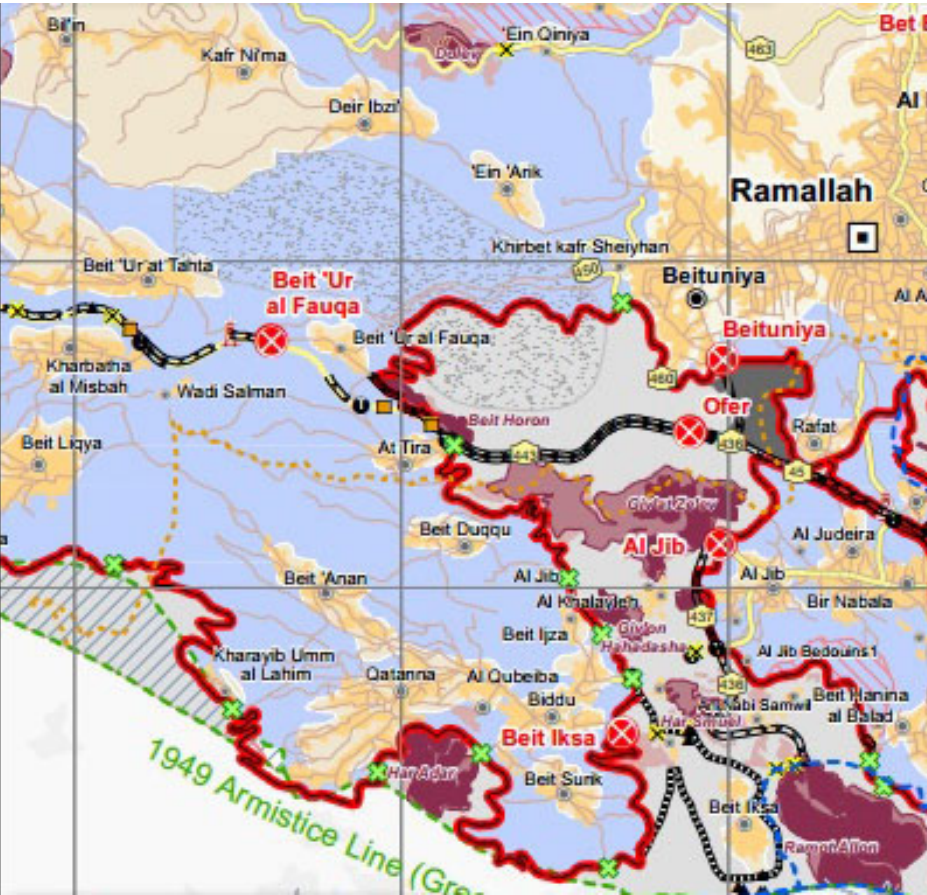 Bil'in
Kafr Ni'ma
'Ein Qiniya
463
Dolev
Deir Ibzi'
'Ein 'Arik
Ramallah
Khirbet kafr Sheiyhan
450
Beituniya
Beit 'Ur at Tahta
Beit 'Ur
al Fauqa
Beituniya
Beit 'Ur al Fauqa
Kharbatha
al Misbah
Wadi Salman
460
Ofer
Beit Horon
436
Rafat
Beit Liqya
At Tira
443
45
Giv'at Ze'ev
Beit Duqqu
Al Jib
Al Judeira
Beit 'Anan
Al Jib
Al Jib
Al Khalayleh
Bir Nabala
437
Beit Ijza
Giv'on
Hahadasha
Kharayib Umm
al Lahim
Al Jib Bedouins1
Qatanna
Al Qubeiba
436
Beit Hanina
al Balad
Biddu
An Nabi Samwil
Har Smuel
Beit Iksa
Har Adar
Beit Surik
Beit Iksa
Ramot Allon
1949 Armistice Line (Gre